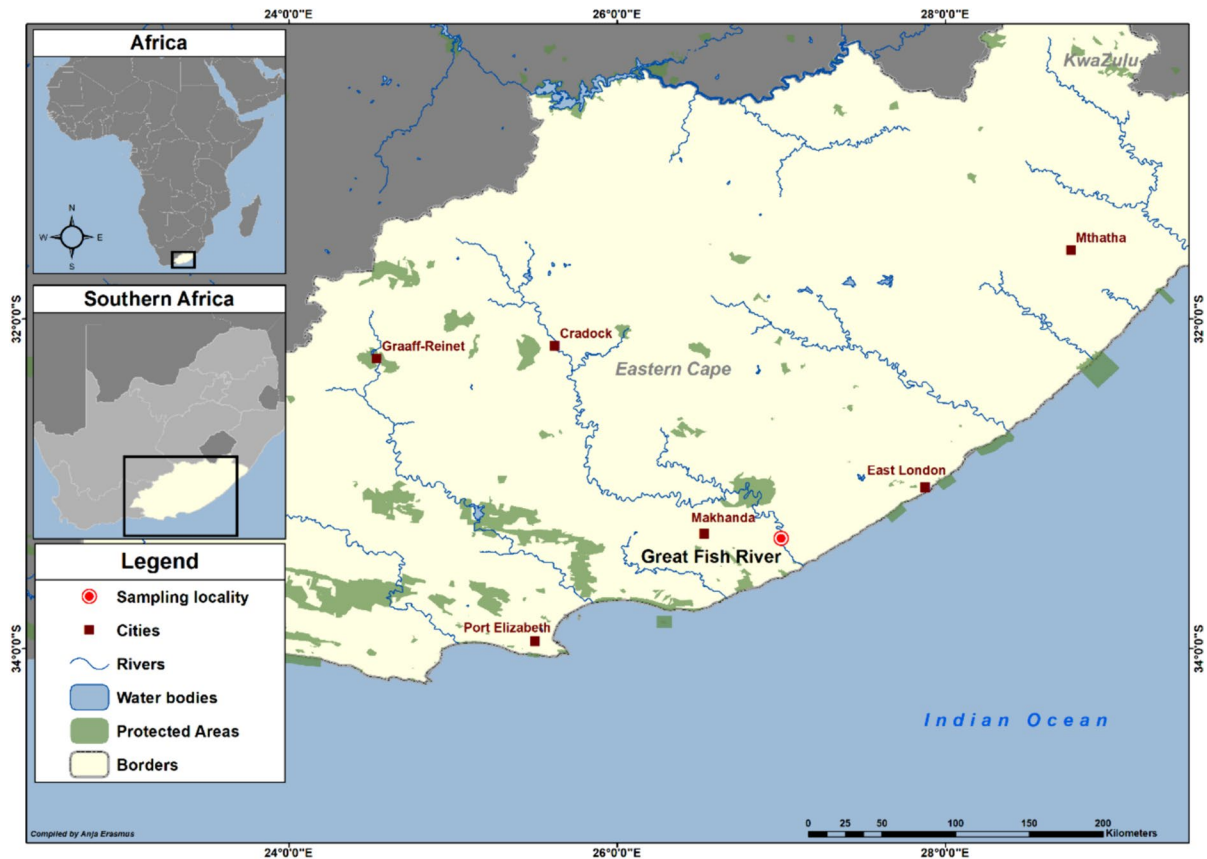 24°0'0"E
26°0'0"E
28°0'0"E
Africa
N
W
E
S
Southern Africa
Legend
Sampling locality
Cities
Rivers
Water bodies
Protected Areas
Borders
Compiled by Anja Erasmus
KwaZulu
Mthatha
32°0'0"S
32°0'0"S
Cradock
Graaff-Reinet
Eastern Cape
East London
Makhanda
Great Fish River
Port Elizabeth
34°0'0"S
34°0'0"S
Indian Ocean
0 25 50 100 150 200
Kilometers
24°0'0"E
26°0'0"E
28°0'0"E